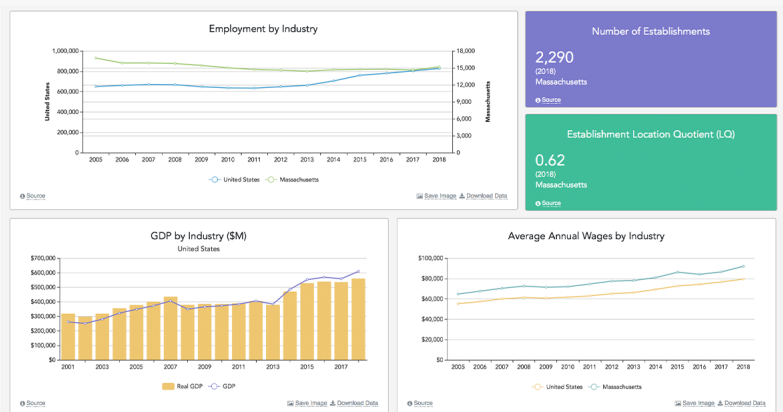 Employment by Industry
1,000,000
800,000
600,000
400,000
200,000
0
18,000
15,000
12,000
9,000
6,000
3,000
0
United States
Massachusetts
2005 2006 2007 2008 2009 2010 2011 2012 2013 2014 2015 2016 2017 2018
United States Massachusetts
Source
Save Image Download Data
Number of Establishments
2,290
(2018)
Massachusetts
Source
Establishment Location Quotient (LQ)
0.62
(2018)
Massachusetts
Source
GDP by Industry ($M)
United States
$700,000
$600,000
$500,000
$400,000
$300,000
$200,000
$100,000
$0
2001 2003 2005 2007 2009 2011 2013 2015 2017
Real GDP GDP
Source
Save Image Download Data
Average Annual Wages by Industry
$100,000
$80,000
$60,000
$40,000
$20,000
$0
2005 2006 2007 2008 2009 2010 2011 2012 2013 2014 2015 2016 2017 2018
United States Massachusetts
Source
Save Image Download Data